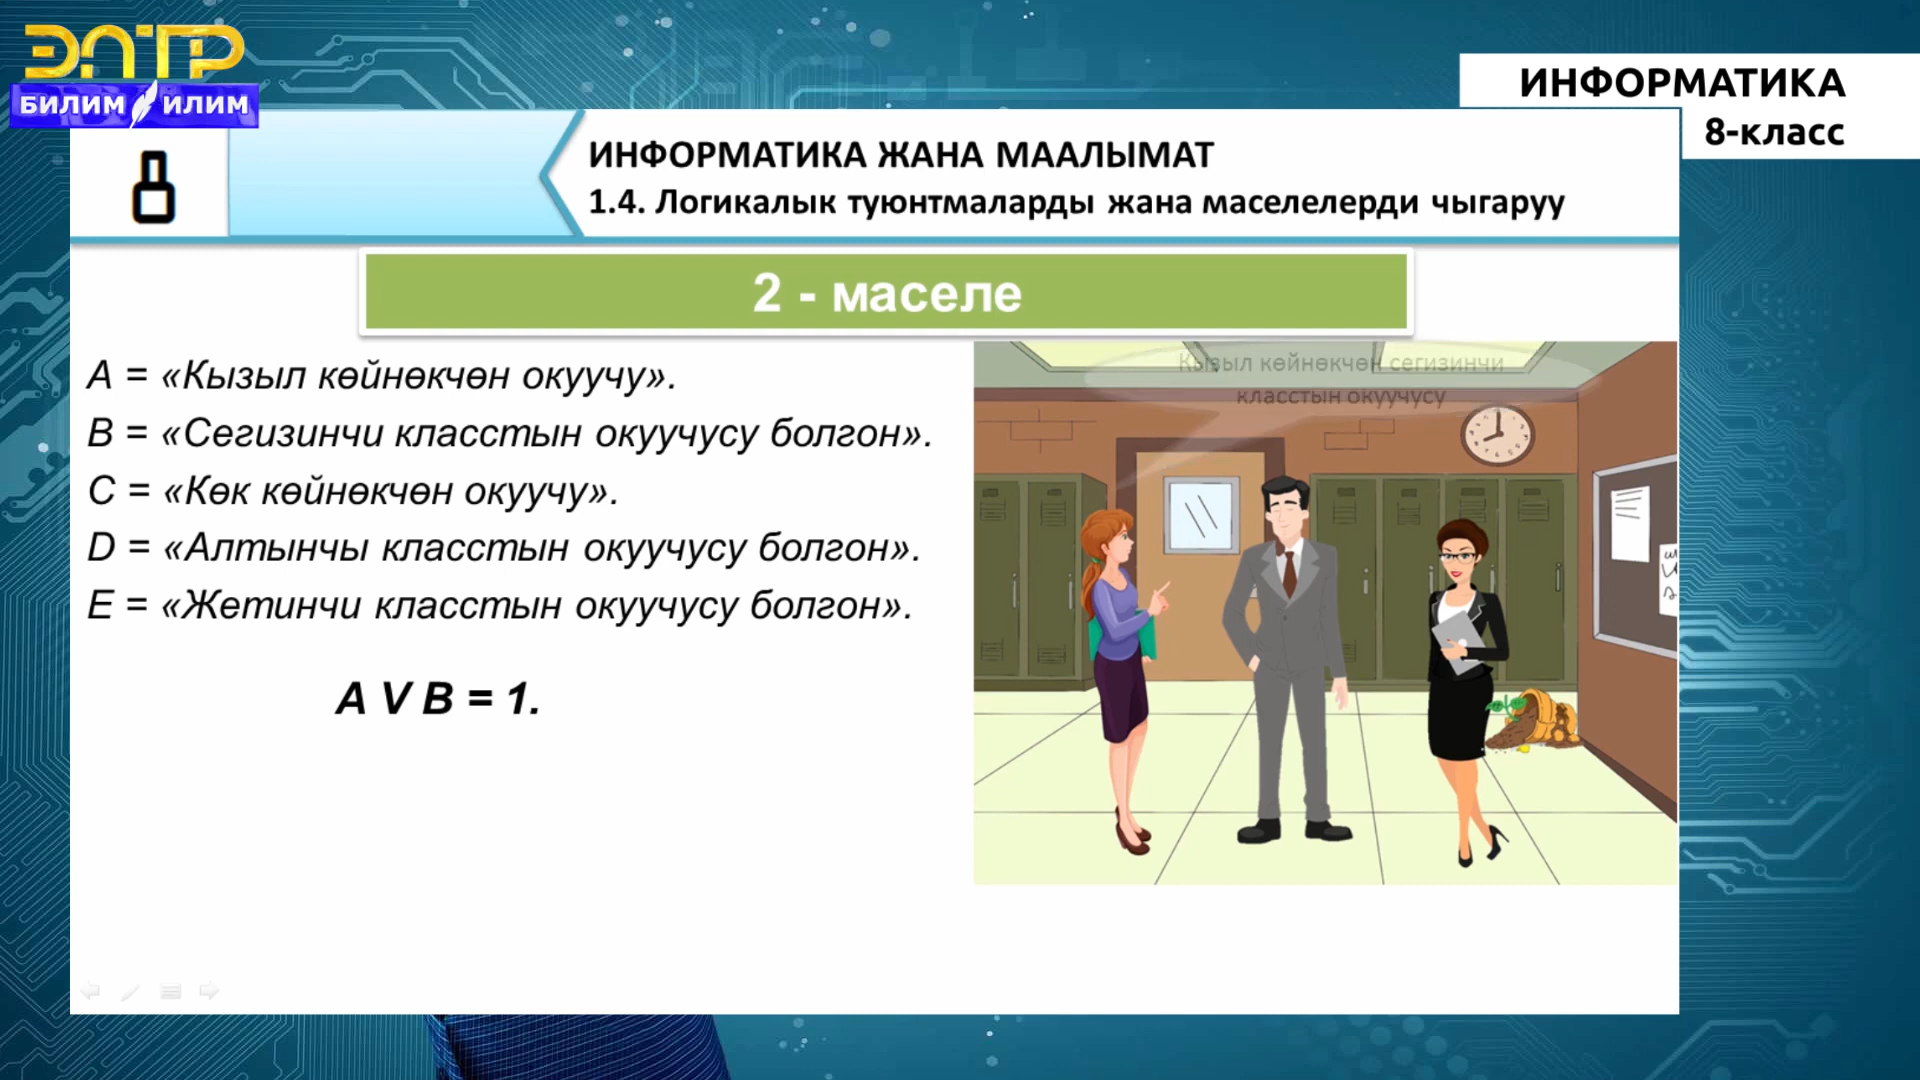 ЭЛТР
БИЛИМ ИЛИМ
ИНФОРМАТИКА
8-класс
8
ИНФОРМАТИКА ЖАНА МААЛЫМАТ
1.4. Логикалык туюнтмаларды жана маселелерди чыгаруу
2 - маселе
A = «Кызыл көйнөкчөн окуучу».
B = «Сегизинчи класстын окуучусу болгон».
C = «Көк көйнөкчөн окуучу».
D = «Алтынчы класстын окуучусу болгон».
E = «Жетинчи класстын окуучусу болгон».
A V B = 1.
Кызыл көйнөкчөн сегизинчи
класстын окуучусу